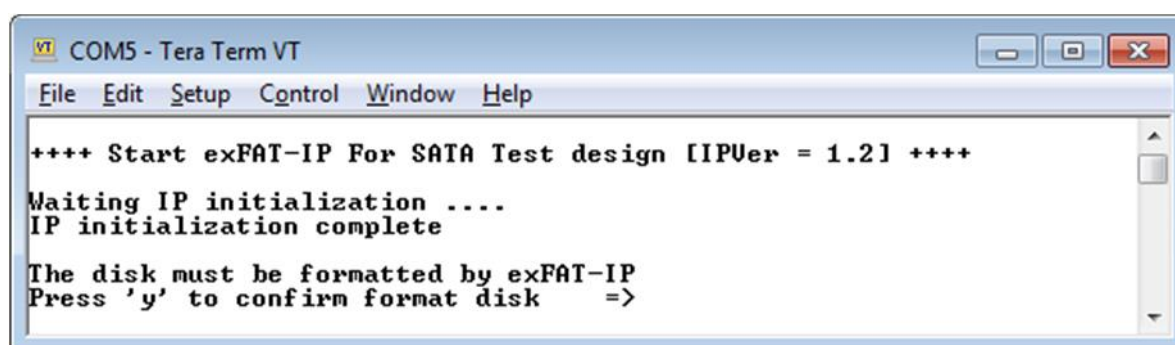 COM5 - Tera Term VT
File Edit Setup Control Window Help
++++ Start exFAT-IP For SATA Test design [IPVer = 1.2] ++++
Waiting IP initialization ....
IP initialization complete
The disk must be formatted by exFAT-IP
Press 'y' to confirm format disk    =>